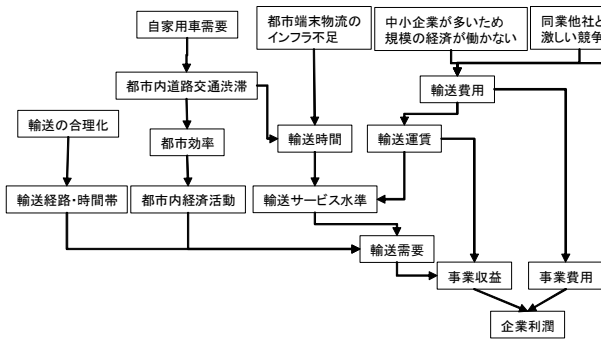 自家用車需要
都市端末物流の
インフラ不足
中小企業が多いため
規模の経済が働かない
同業他社と
激しい競争
都市内道路交通渋滞
輸送費用
輸送の合理化
都市効率
輸送時間
輸送運賃
輸送経路・時間帯
都市内経済活動
輸送サービス水準
輸送需要
事業収益
事業費用
企業利潤